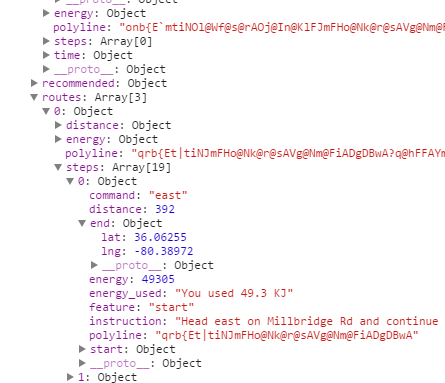 energy: Object
polyline: "onb{E`mtiNOl@Wf@s@rAOj@In@KlFJmFHo@Nk@r@sAVg@Nm@F
steps: Array[0]
time: Object
__proto__: Object
recommended: Object
routes: Array[3]
0: Object
distance: Object
energy: Object
polyline: "qrb{Et|tiNJmFHo@Nk@r@sAVg@Nm@FiADgDBwA?q@hFFAYm
steps: Array[19]
0: Object
command: "east"
distance: 392
end: Object
lat: 36.06255
lng: -80.38972
__proto__: Object
energy: 49305
energy_used: "You used 49.3 KJ"
feature: "start"
instruction: "Head east on Millbridge Rd and continue
polyline: "qrb{Et|tiNJmFHo@Nk@r@sAVg@Nm@FiADgDBwA"
start: Object
__proto__: Object
1: Object